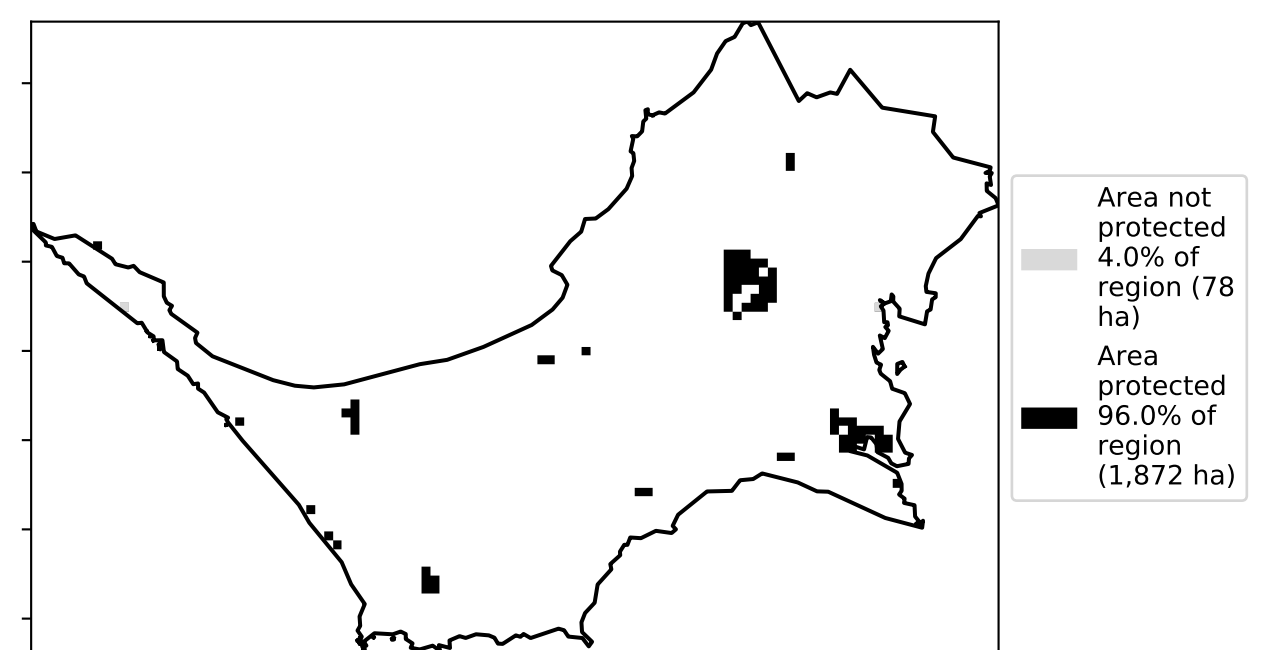 Area not
protected
4.0% of
region (78
ha)
Area
protected
96.0% of
region
(1,872 ha)